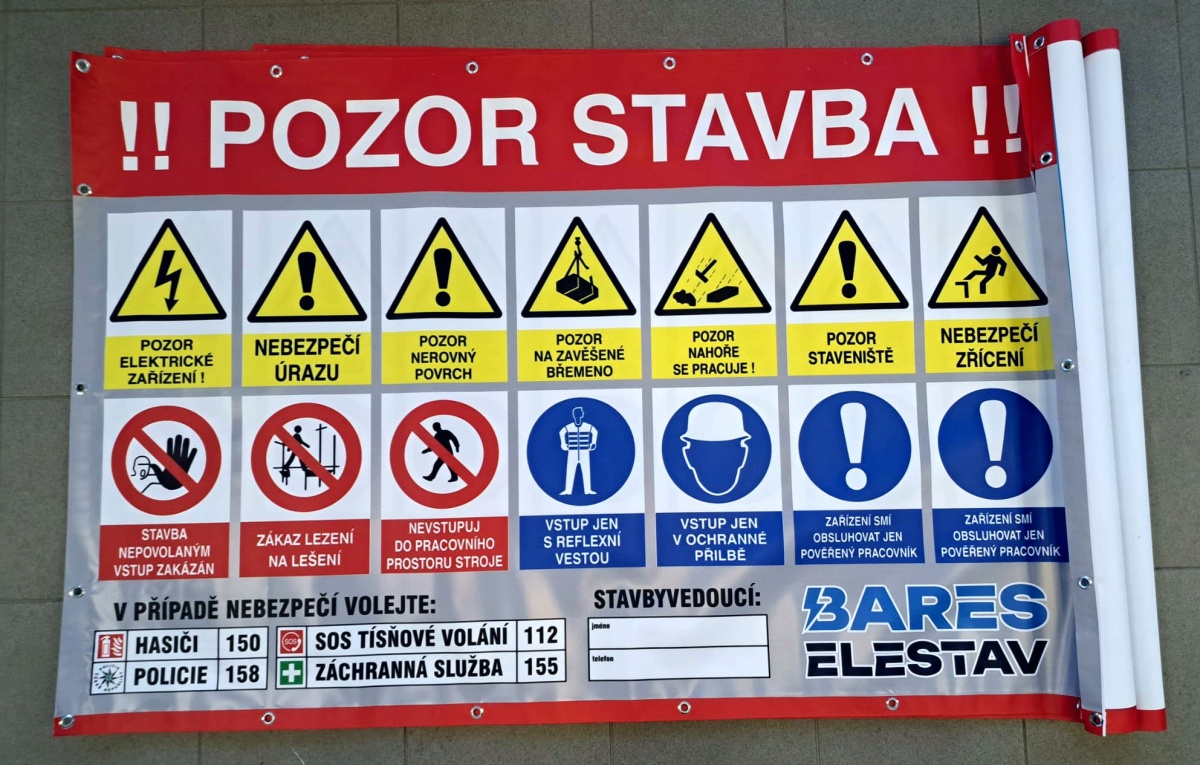 !! POZOR STAVBA !!
POZOR
ELEKTRICKÉ
ZAŘÍZENÍ !
NEBEZPEČÍ
ÚRAZU
POZOR
NEROVNÝ
POVRCH
POZOR
NA ZAVĚŠENÉ
BŘEMENO
POZOR
NAHOŘE
SE PRACUJE !
POZOR
STAVENIŠTĚ
NEBEZPEČÍ
ZŘÍCENÍ
STAVBA
NEPOVOLANÝM
VSTUP ZAKÁZÁN
ZÁKAZ LEZENÍ
NA LEŠENÍ
NEVSTUPUJ
DO PRACOVNÍHO
PROSTORU STROJE
VSTUP JEN
S REFLEXNÍ
VESTOU
VSTUP JEN
V OCHRANNÉ
PŘILBĚ
ZAŘÍZENÍ SMÍ
OBSLUHOVAT JEN
POVĚŘENÝ PRACOVNÍK
ZAŘÍZENÍ SMÍ
OBSLUHOVAT JEN
POVĚŘENÝ PRACOVNÍK
V PŘÍPADĚ NEBEZPEČÍ VOLEJTE:
HASIČI 150
SOS SOS TÍSŇOVÉ VOLÁNÍ 112
POLICIE 158
ZÁCHRANNÁ SLUŽBA 155
STAVBYVEDOUCÍ:
jméno
telefon
BARES
ELESTAV